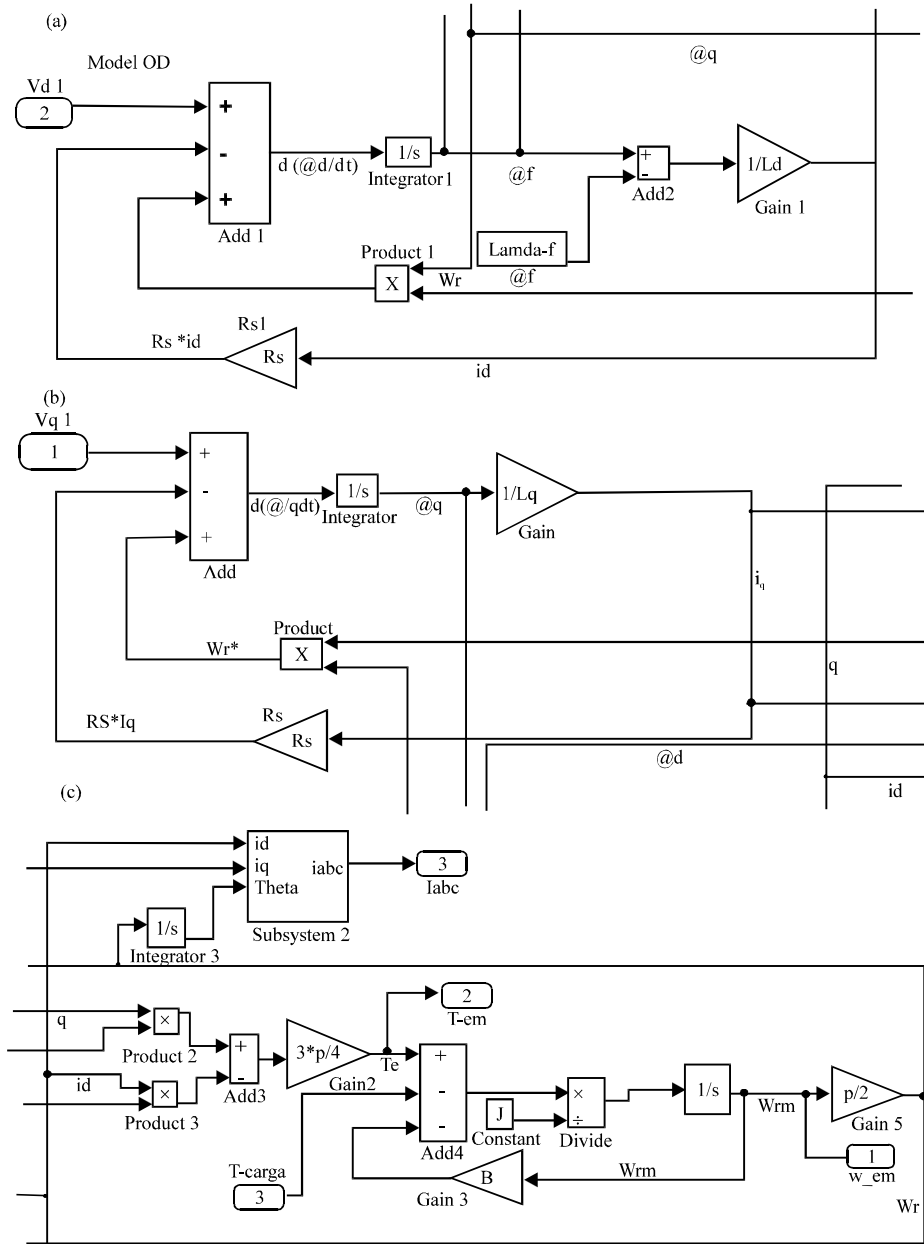 (a)
Model OD
Vd 1
2
+
-
+
Add 1
d (@d/dt)
1/s
Integrator1
@f
@q
+
-
Add2
1/Ld
Gain 1
Product 1
X
Wr
Lamda-f
@f
Rs1
Rs *id
Rs
id
(b)
Vq 1
1
+
-
+
Add
d(@/qdt)
1/s
Integrator
@q
1/Lq
Gain
iq
Product
X
Wr*
q
RS*Iq
Rs
Rs
@d
id
(c)
id
iq
Theta
iabc
Subsystem 2
3
Iabc
1/s
Integrator 3
q
×
Product 2
id
×
Product 3
+
-
Add3
3*p/4
Gain2
Te
2
T-em
+
-
-
Add4
J
Constant
×
÷
Divide
1/s
Wrm
p/2
Gain 5
1
w_em
T-carga
3
B
Gain 3
Wrm
Wr